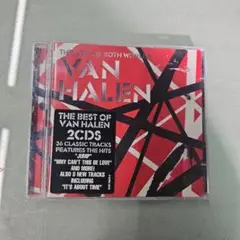 THE BEST OF BOTH WORLDS
VAN
HALEN
THE BEST OF
VAN HALEN
2CDS
36 CLASSIC TRACKS
FEATURES THE HITS
"JUMP"
"WHY CAN'T THIS BE LOVE"
AND MORE!
ALSO 3 NEW TRACKS
INCLUDING
"IT'S ABOUT TIME"